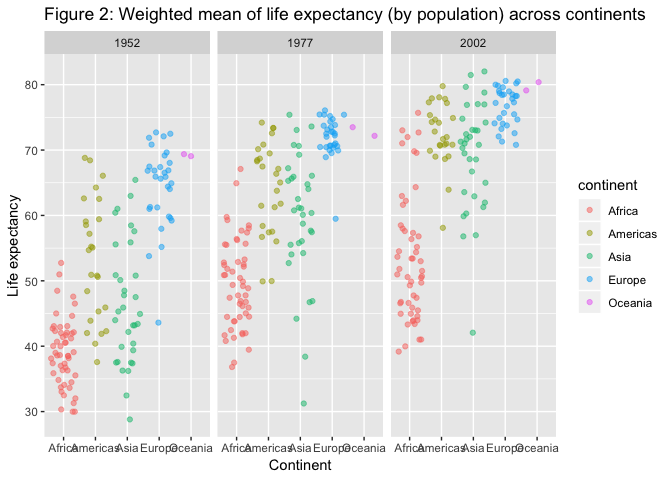 Figure 2: Weighted mean of life expectancy (by population) across continents
1952 1977 2002
80
70
60
50
40
30
Life expectancy
Africa Americas Asia Europe Oceania Africa Americas Asia Europe Oceania Africa Americas Asia Europe Oceania
Continent
continent
Africa
Americas
Asia
Europe
Oceania